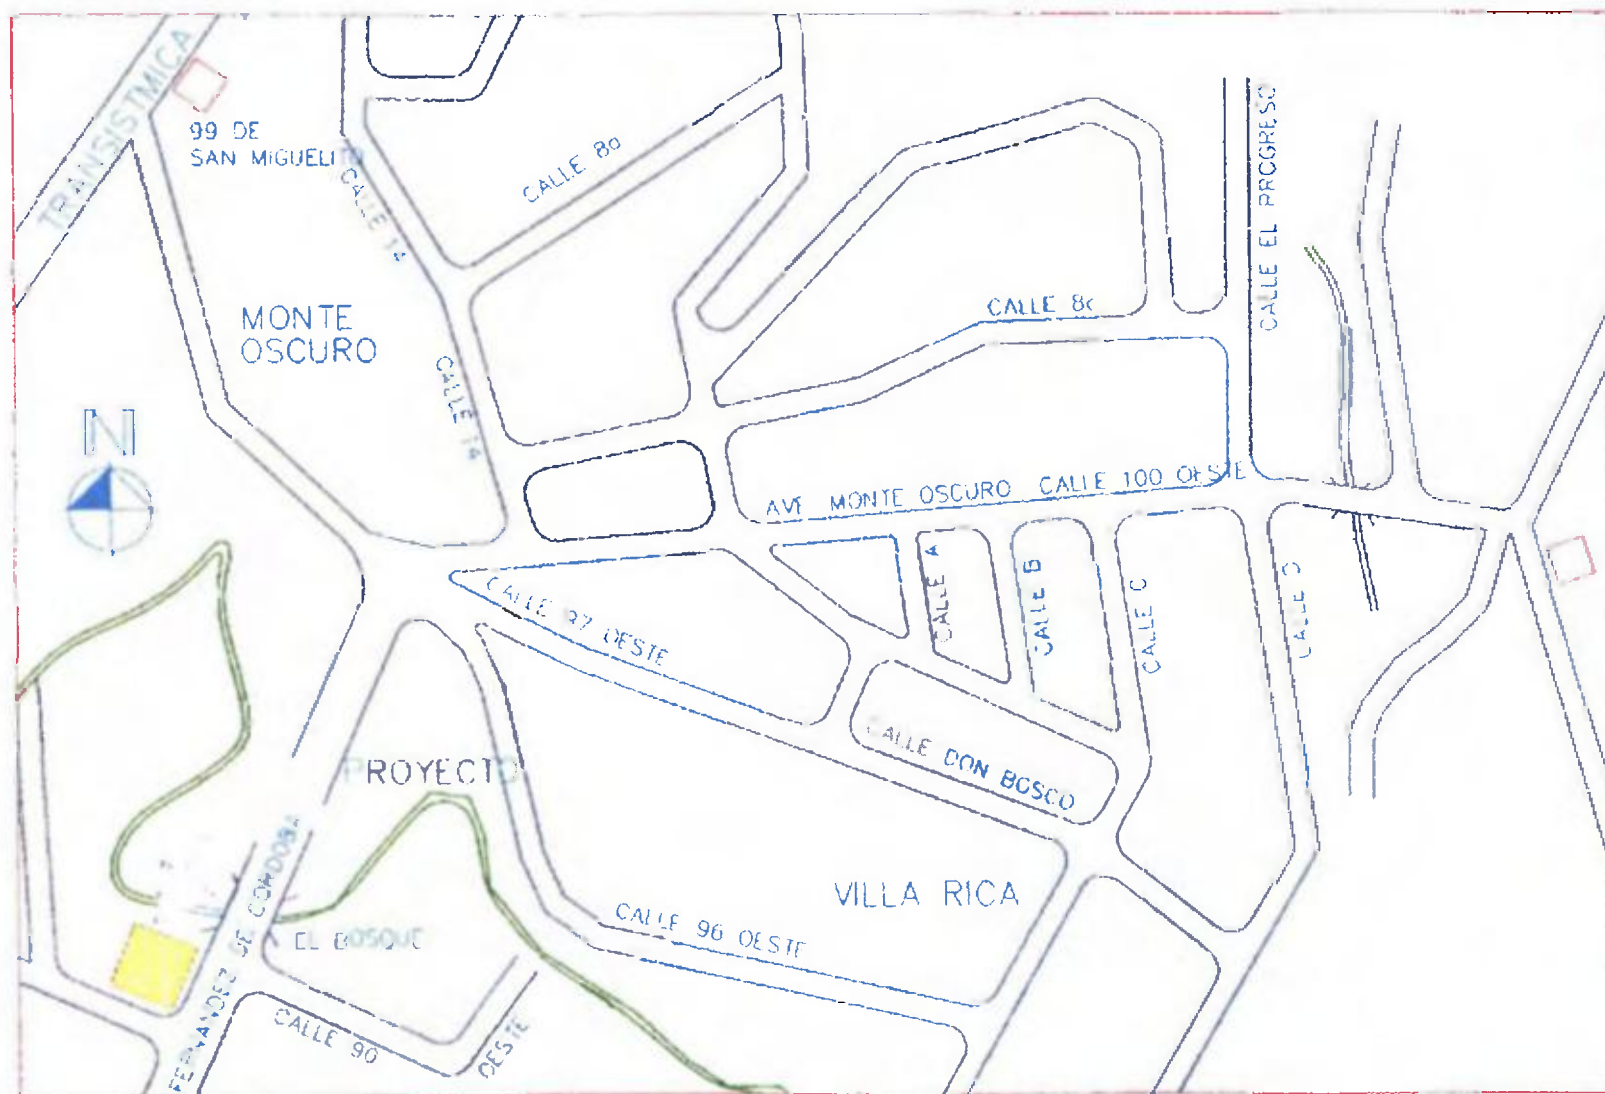 TRANSISTMICA
99 DE
SAN MIGUELITO
CALLE 14
CALLE 8a
CALLE EL PROGRESO
MONTE
OSCURO
CALLE 8c
CALLE 14
N
AVE MONTE OSCURO CALLE 100 OESTE
CALLE A
CALLE B
CALLE C
CALLE D
CALLE 97 OESTE
CALLE DON BOSCO
PROYECTO
VILLA RICA
CALLE 96 OESTE
EL BOSQUE
FERNANDEZ DE CORDOBA
CALLE 90
OESTE